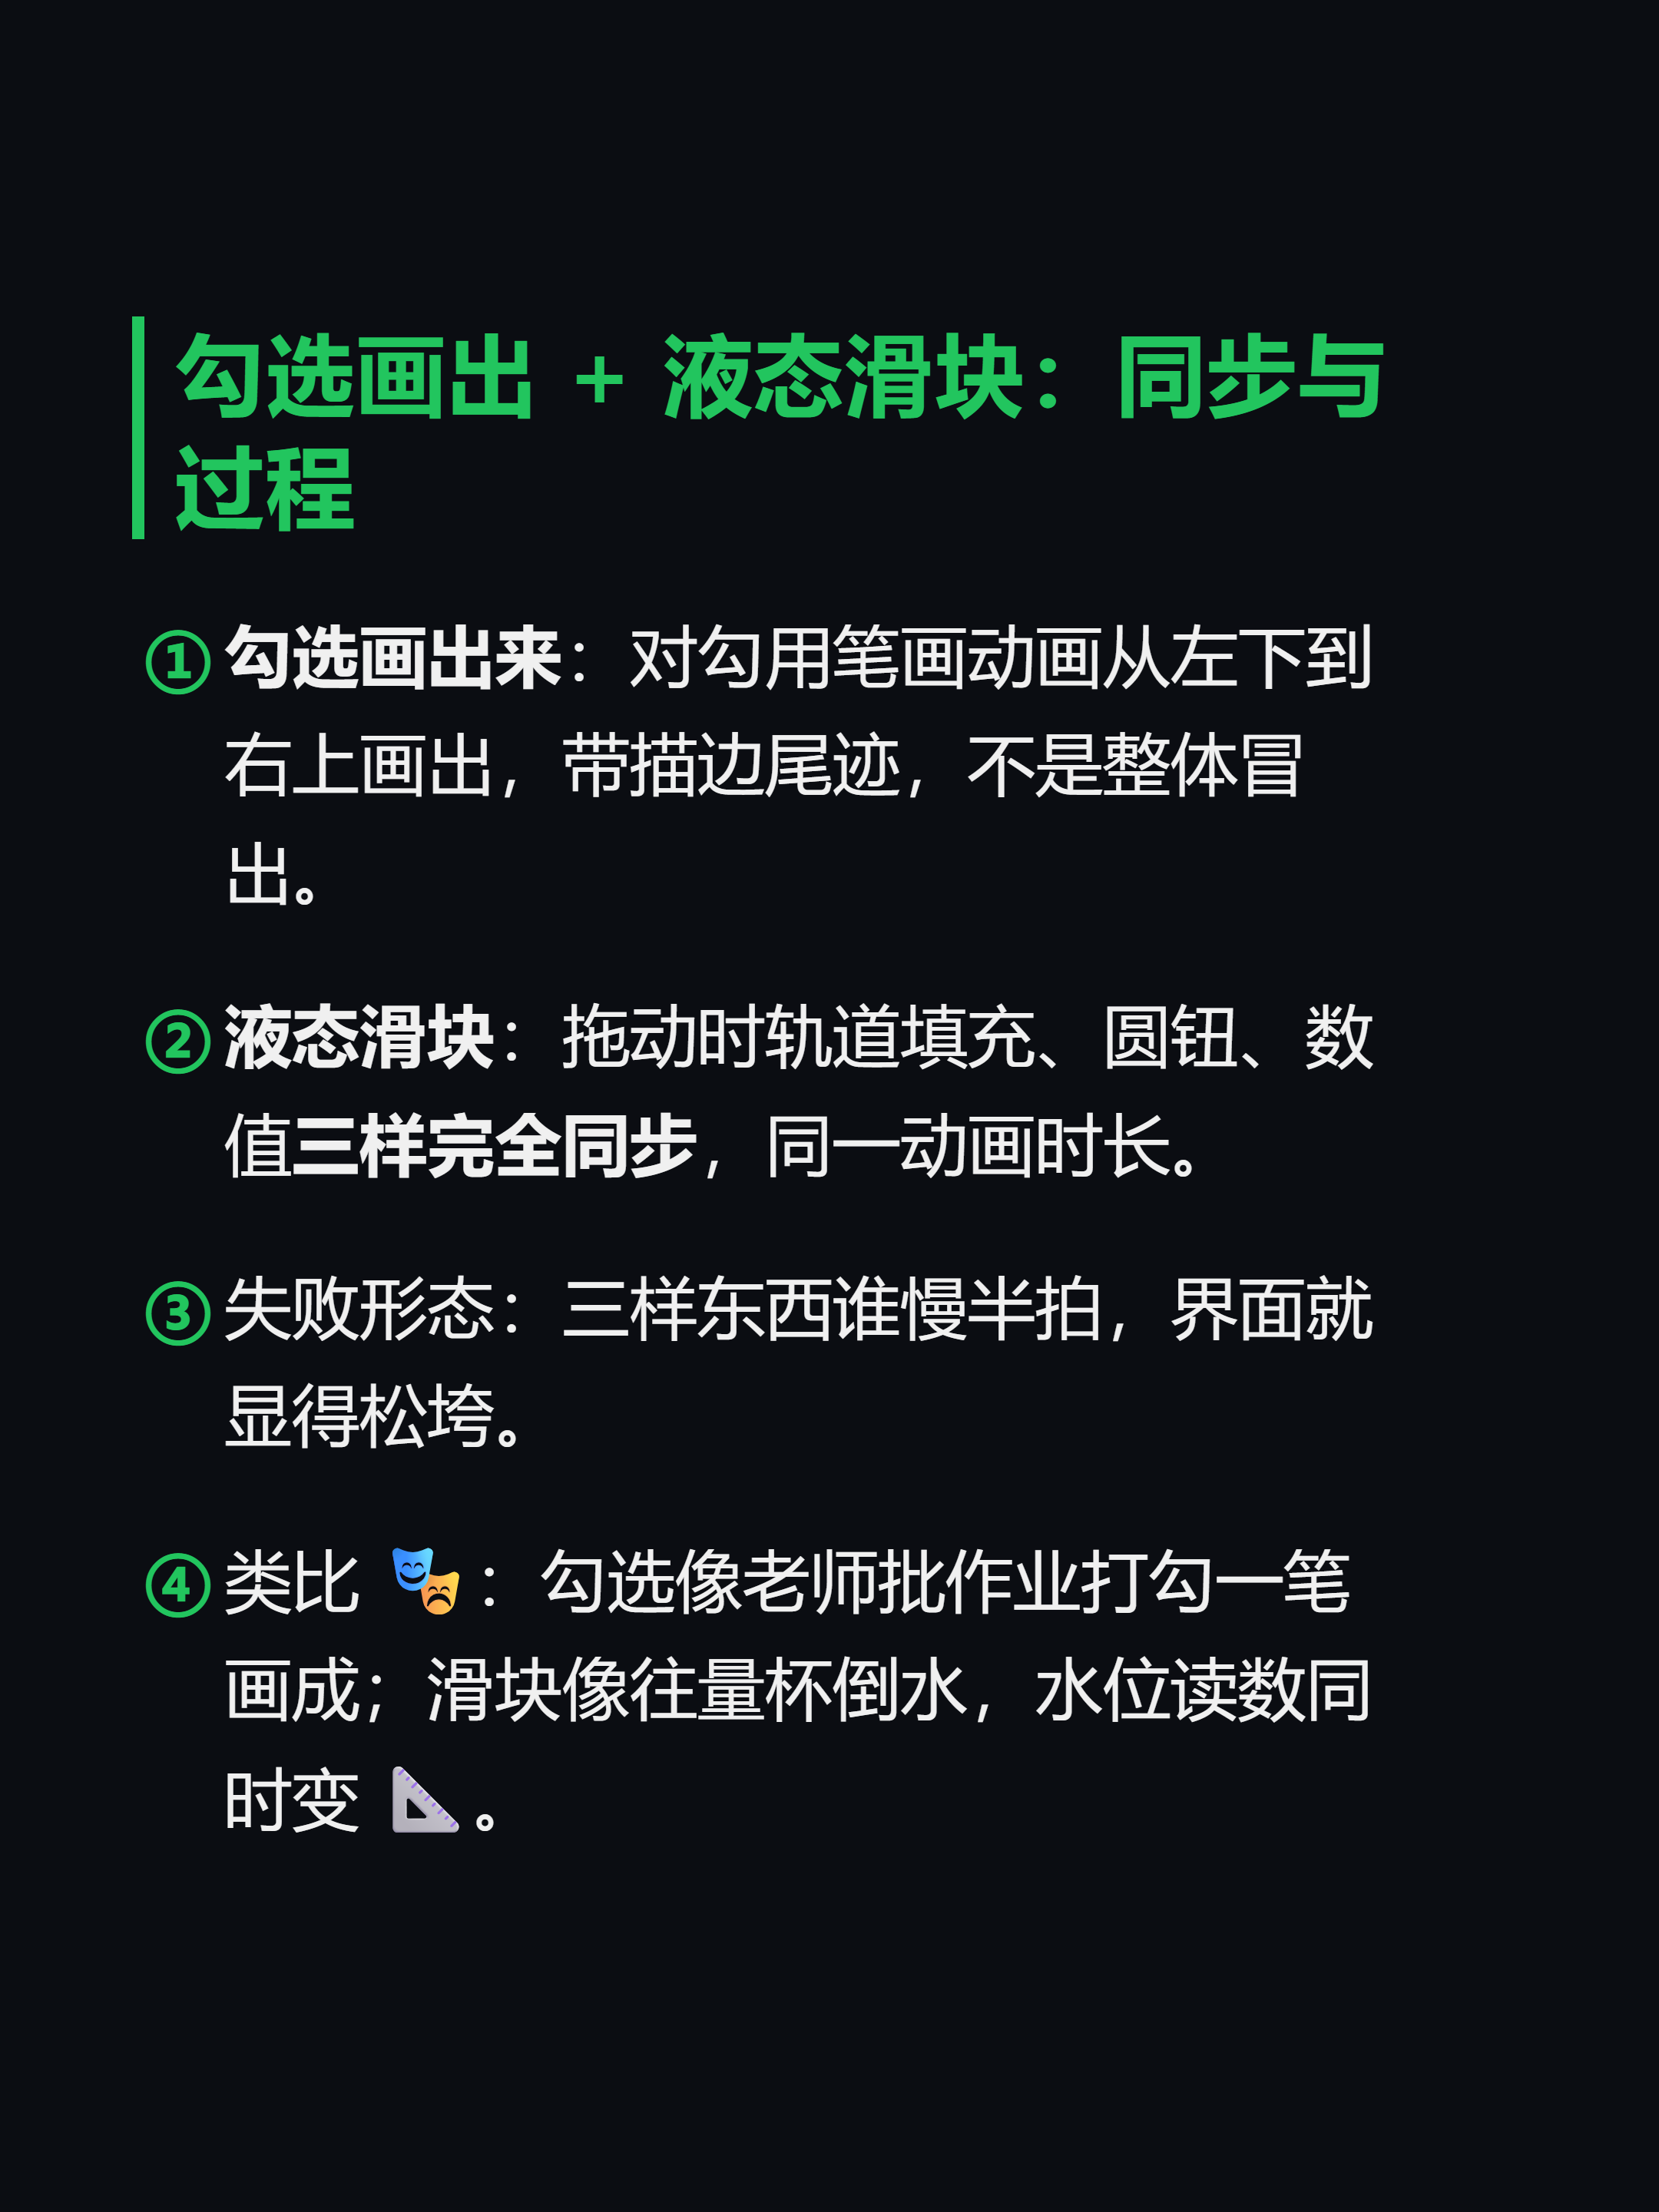 勾选画出 + 液态滑块：同步与
过程
① 勾选画出来：对勾用笔画动画从左下到
右上画出，带描边尾迹，不是整体冒
出。
② 液态滑块：拖动时轨道填充、圆钮、数
值三样完全同步，同一动画时长。
③ 失败形态：三样东西谁慢半拍，界面就
显得松垮。
④ 类比 🎭：勾选像老师批作业打勾一笔
画成；滑块像往量杯倒水，水位读数同
时变 📐。